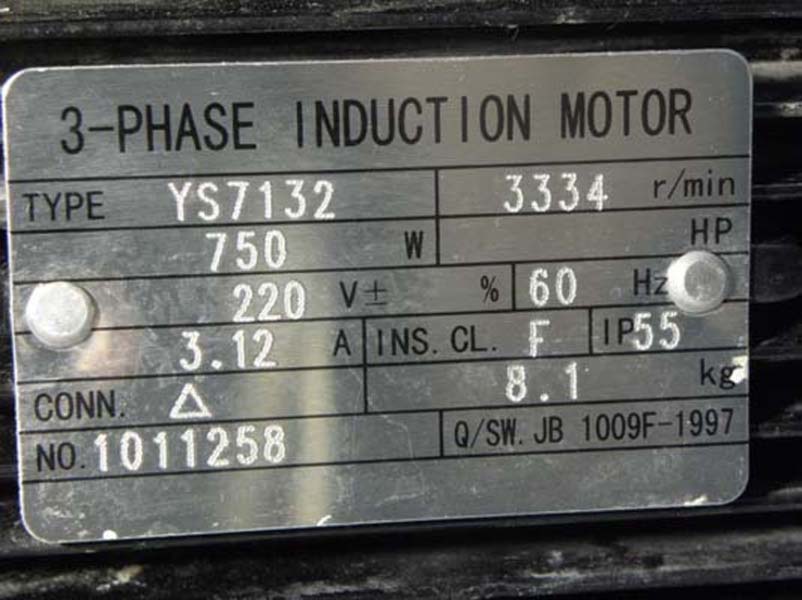 3-PHASE INDUCTION MOTOR
TYPE YS7132 3334 r/min
750 W HP
220 V± % 60 Hz
3.12 A INS. CL. F IP55
CONN. △ 8.1 kg
NO. 1011258 Q/SW. JB 1009F-1997